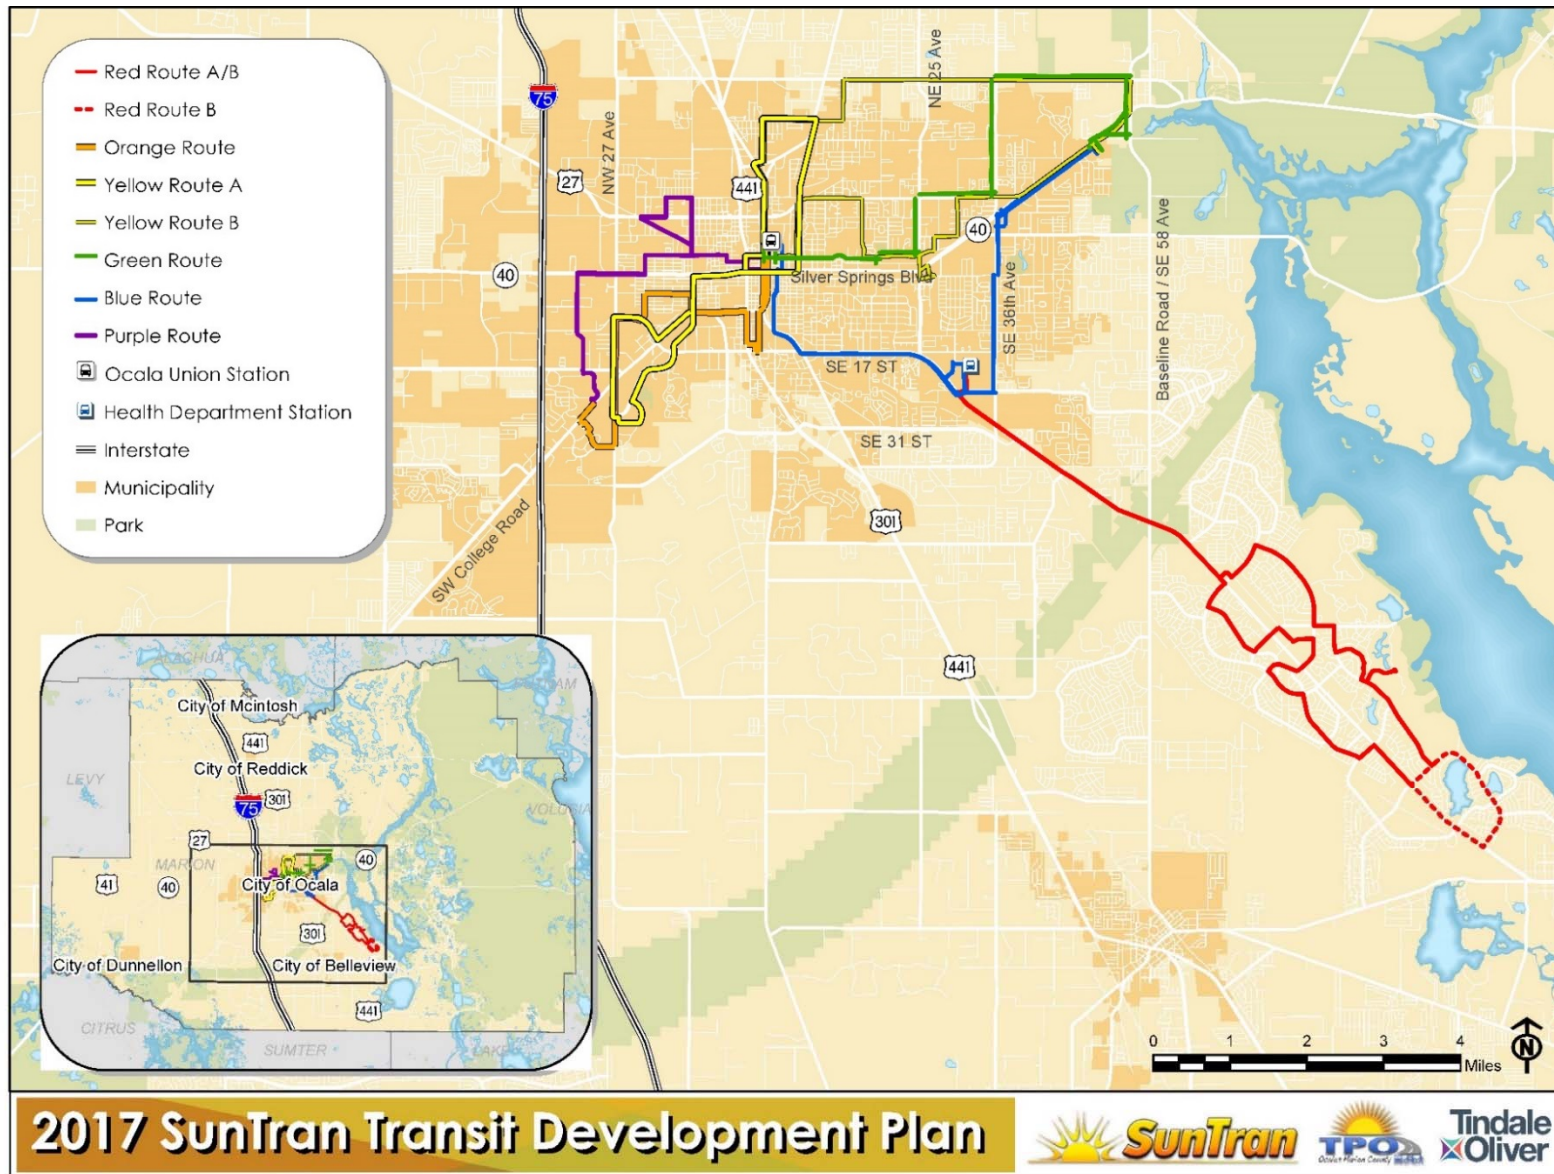 Red Route A/B
Red Route B
Orange Route
Yellow Route A
Yellow Route B
Green Route
Blue Route
Purple Route
Ocala Union Station
Health Department Station
Interstate
Municipality
Park
75
27
NW 27 Ave
441
NE 25 Ave
40
40
Silver Springs Blvd
SE 36th Ave
SE 17 ST
SE 31 ST
Baseline Road / SE 58 Ave
301
SW College Road
441
ALACHUA
City of Mcintosh
441
City of Reddick
LEVY
75
301
VOLUSIA
27
MARION
40
41
40
City of Ocala
301
City of Dunnellon
City of Belleview
441
CITRUS
SUMTER
LAKE
0 1 2 3 4
Miles
N
2017 SunTran Transit Development Plan
SunTran
TPO
Tindale
Oliver